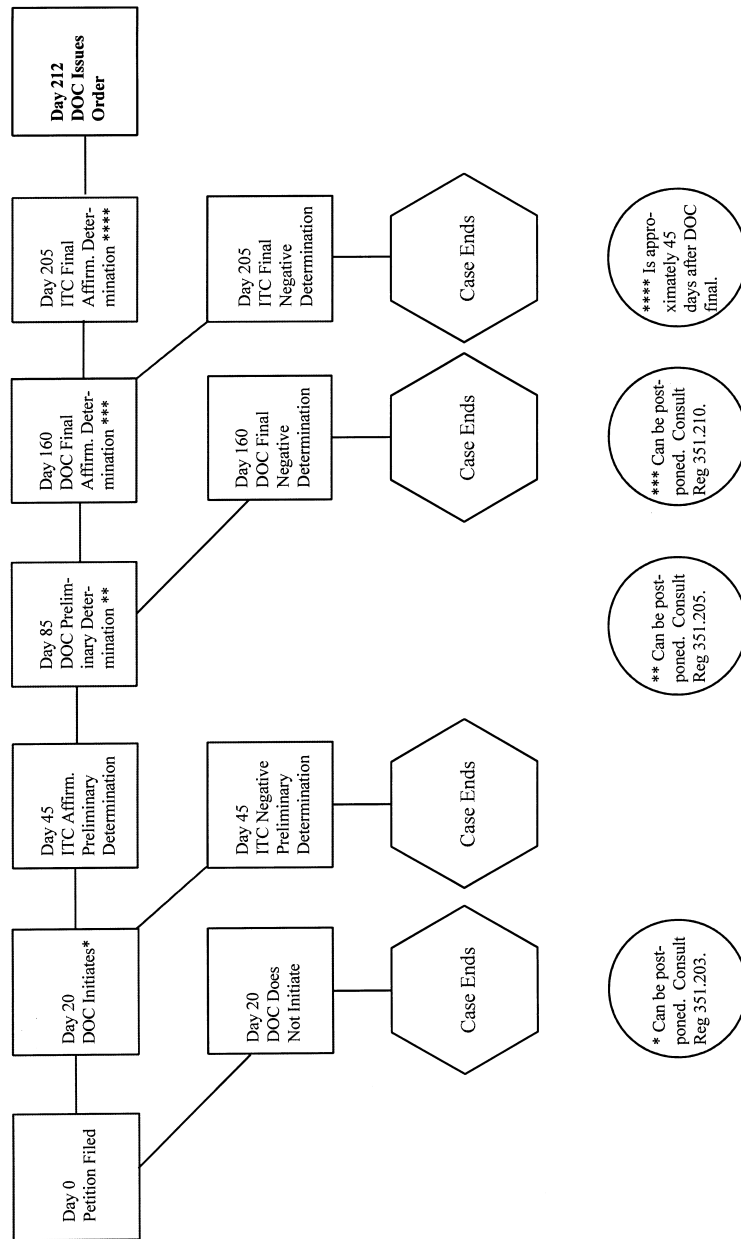 Day 0
Petition Filed
Day 20
DOC Initiates*
Day 45
ITC Affirm.
Preliminary
Determination
Day 85
DOC Prelim-
inary Deter-
mination **
Day 160
DOC Final
Affirm. Deter-
mination ***
Day 205
ITC Final
Affirm. Deter-
mination ****
Day 212
DOC Issues
Order
Day 20
DOC Does
Not Initiate
Day 45
ITC Negative
Preliminary
Determination
Day 160
DOC Final
Negative
Determination
Day 205
ITC Final
Negative
Determination
Case Ends
Case Ends
Case Ends
Case Ends
* Can be post-
poned. Consult
Reg 351.203.
** Can be post-
poned. Consult
Reg 351.205.
*** Can be post-
poned. Consult
Reg 351.210.
**** Is appro-
ximately 45
days after DOC
final.